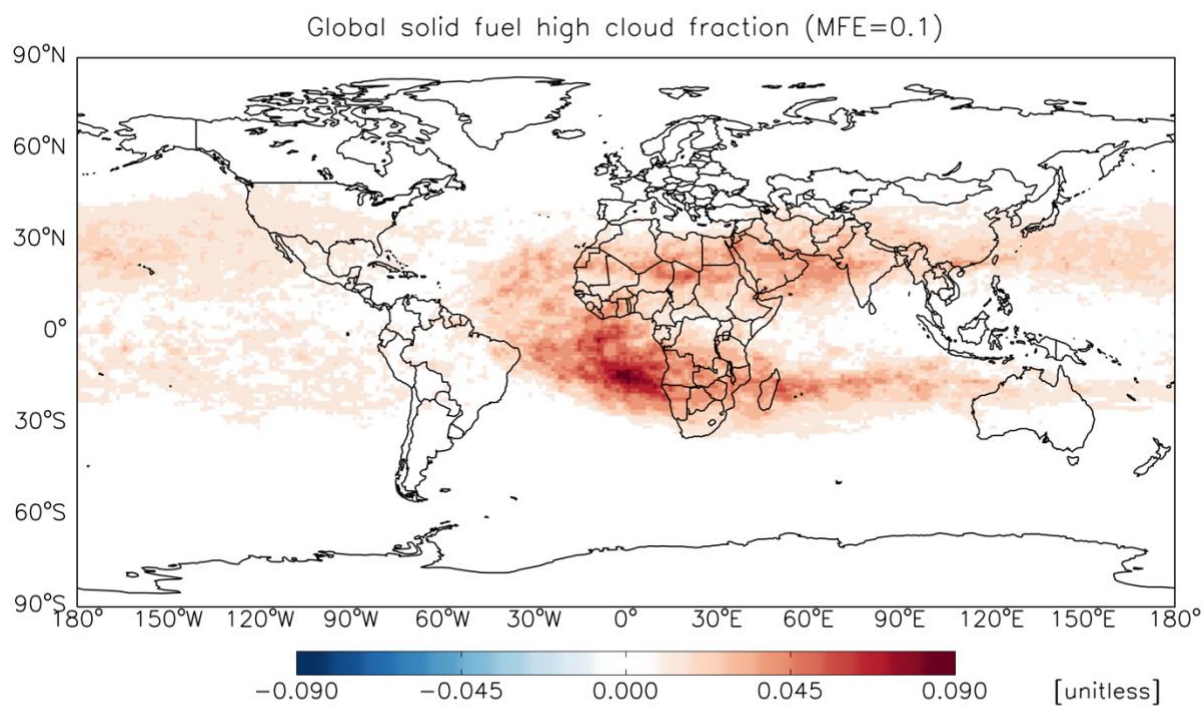 Global solid fuel high cloud fraction (MFE=0.1)
90°N
60°N
30°N
0°
30°S
60°S
90°S
180°W 150°W 120°W 90°W 60°W 30°W 0° 30°E 60°E 90°E 120°E 150°E 180°
-0.090 -0.045 0.000 0.045 0.090 [unitless]